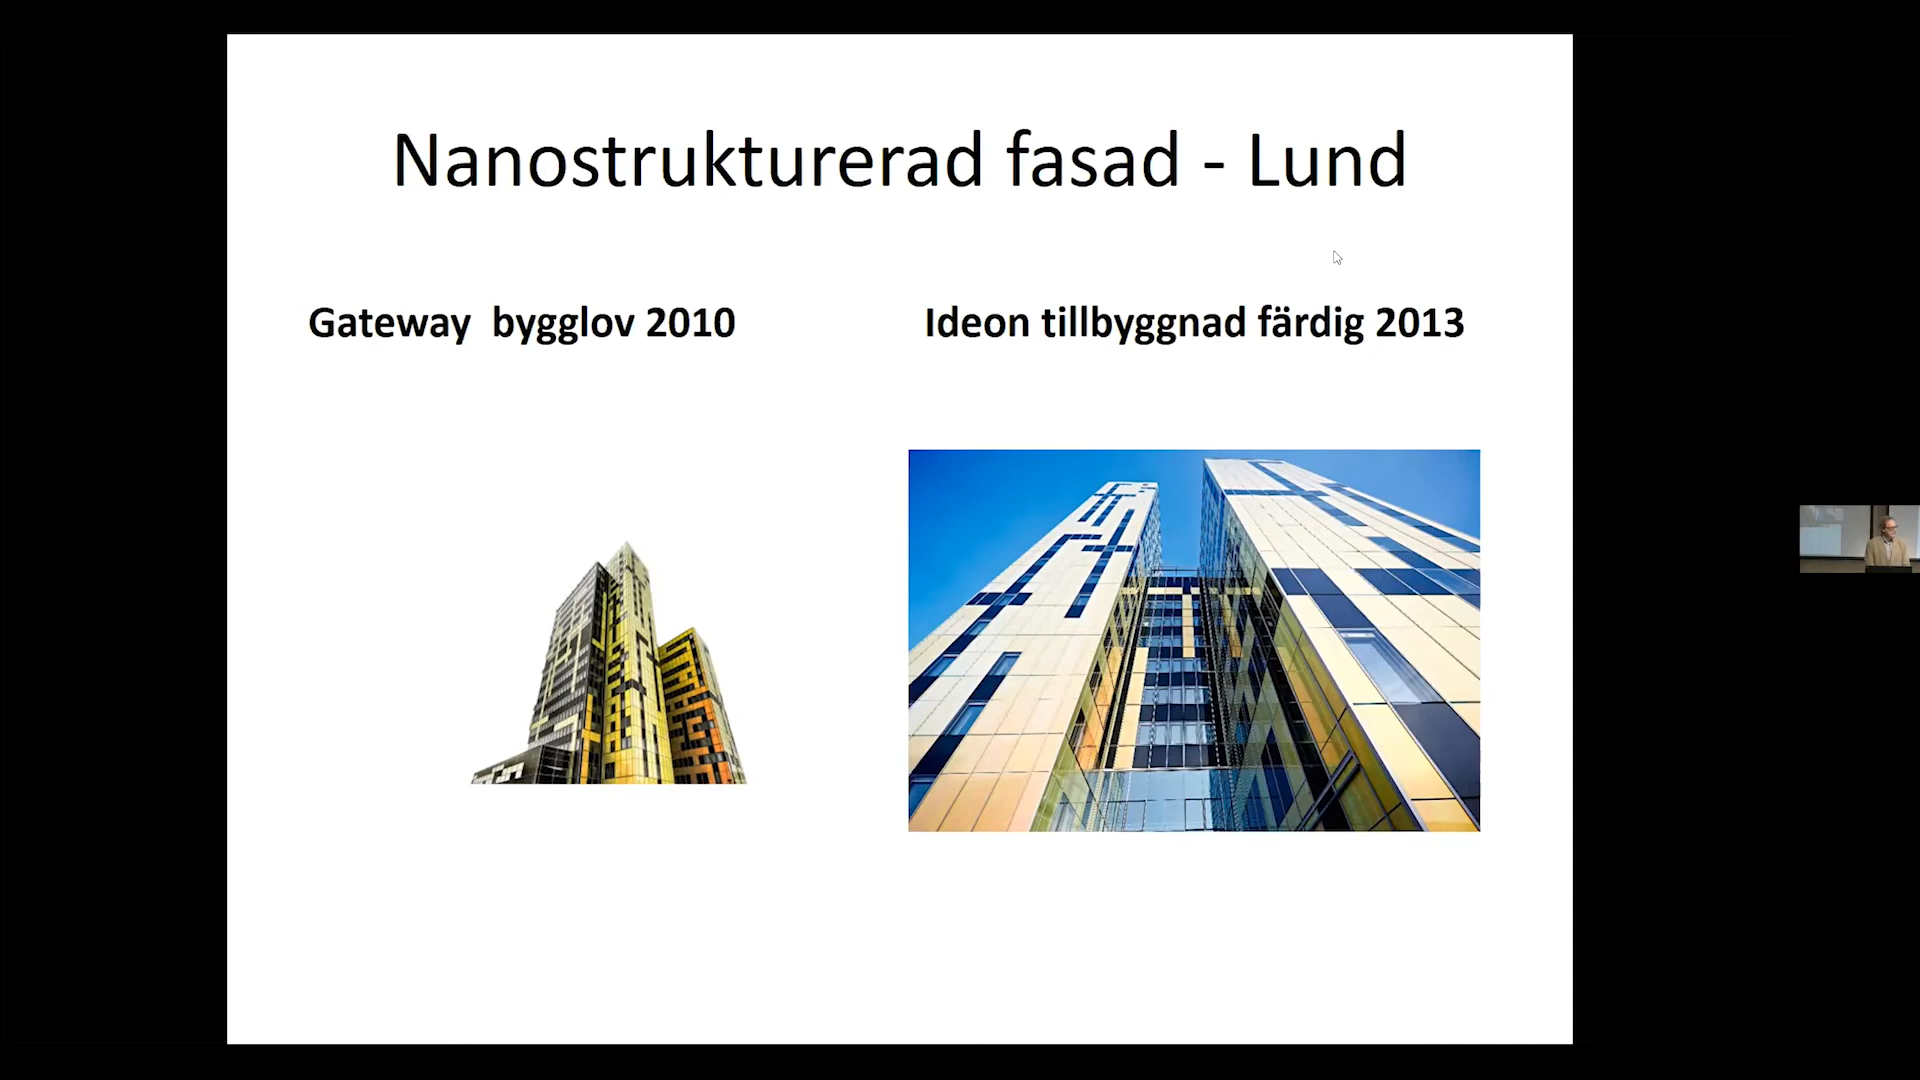 Nanostrukturerad fasad - Lund
Gateway  bygglov 2010
Ideon tillbyggnad färdig 2013